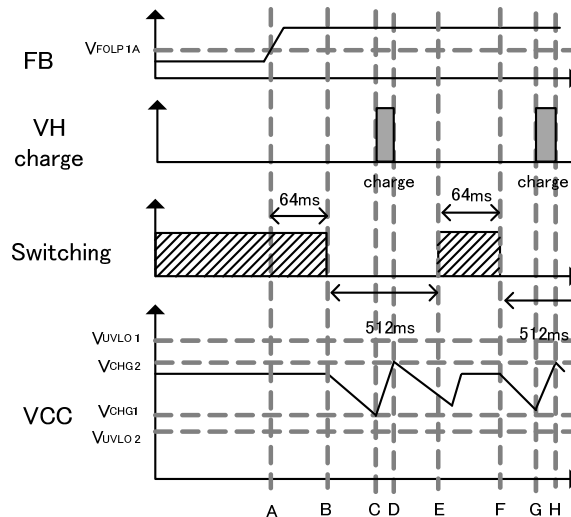 FB
VFOLP1A
VH
charge
charge
charge
64ms
64ms
Switching
512ms
512ms
VUVLO1
VCHG2
VCC
VCHG1
VUVLO2
A B C D E F G H